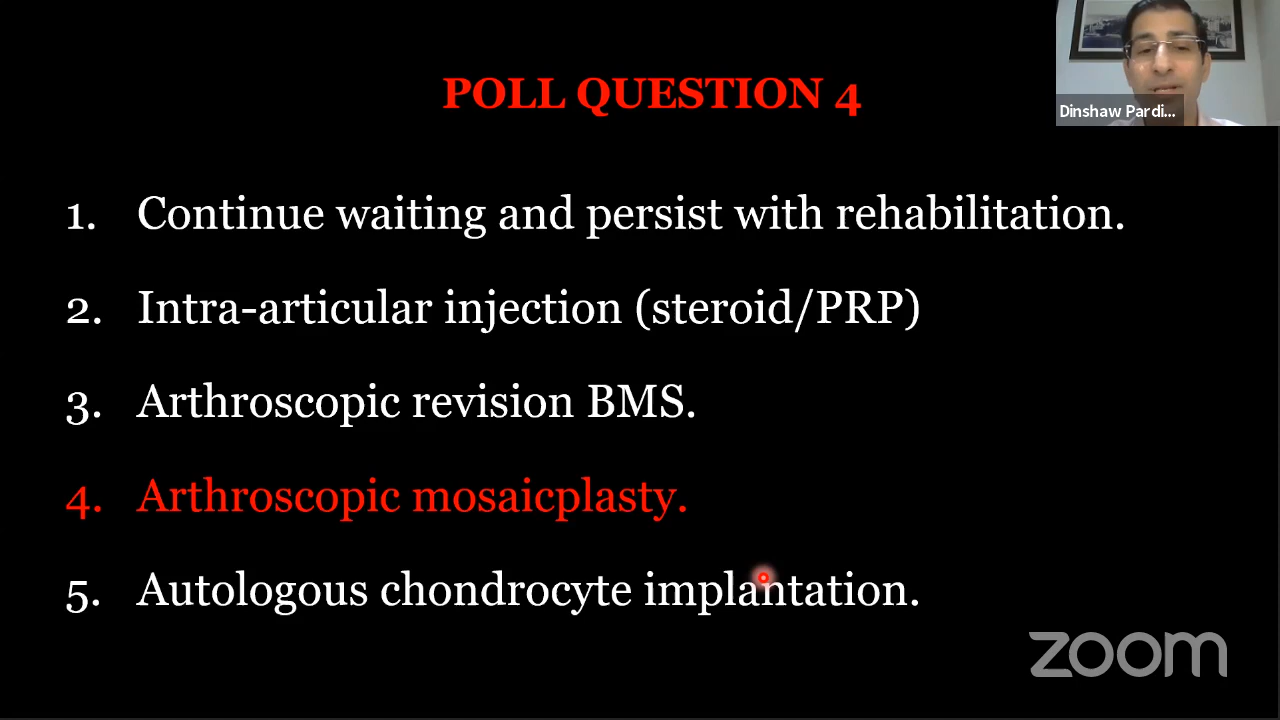 POLL QUESTION 4
Dinshaw Pardi...
1. Continue waiting and persist with rehabilitation.
2. Intra-articular injection (steroid/PRP)
3. Arthroscopic revision BMS.
4. Arthroscopic mosaicplasty.
5. Autologous chondrocyte implantation.
zoom